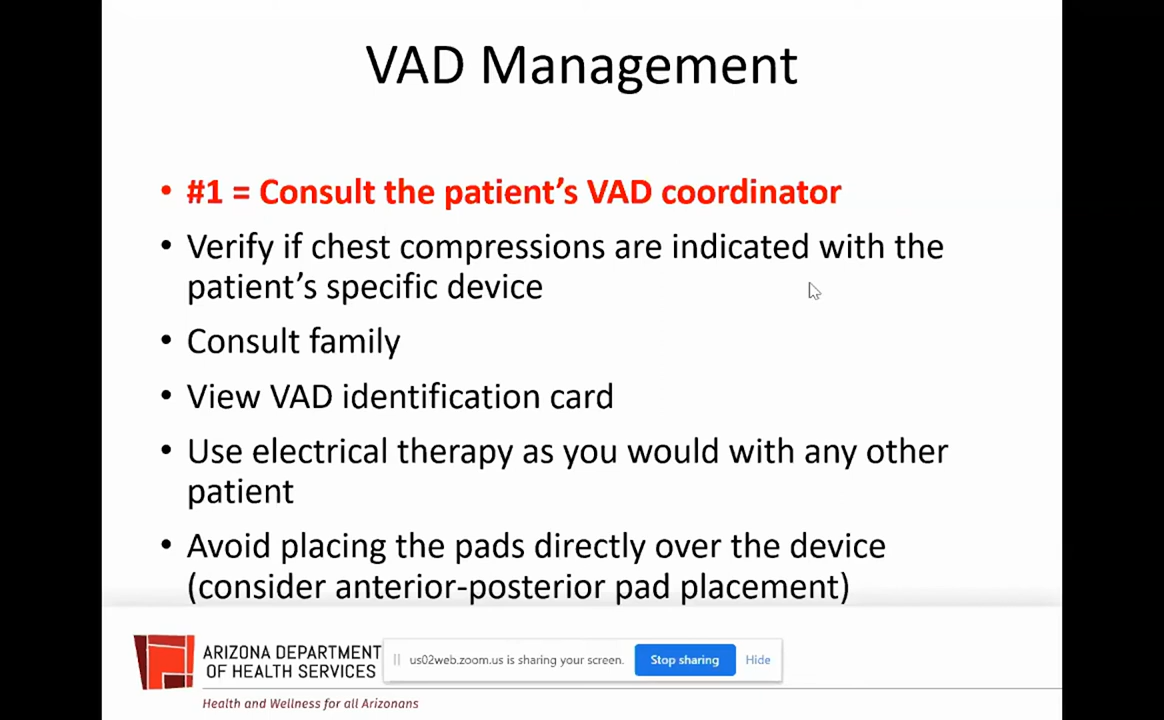 VAD Management
• #1 = Consult the patient's VAD coordinator
• Verify if chest compressions are indicated with the
patient's specific device
• Consult family
• View VAD identification card
• Use electrical therapy as you would with any other
patient
• Avoid placing the pads directly over the device
(consider anterior-posterior pad placement)
ARIZONA DEPARTMENT
OF HEALTH SERVICES
Health and Wellness for all Arizonans
us02web.zoom.us is sharing your screen.
Stop sharing
Hide